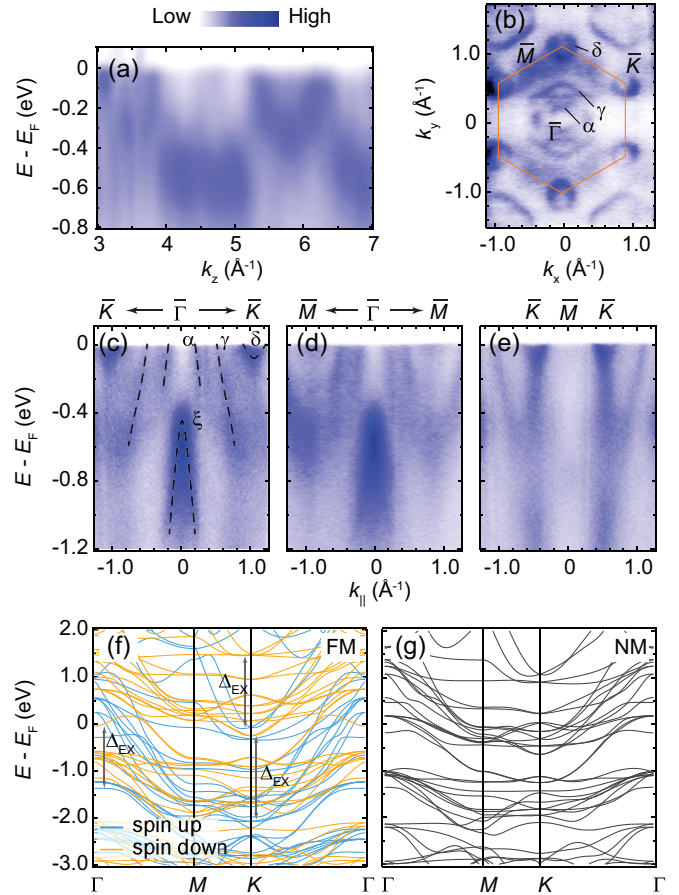 Low High
(a)
E - E_F (eV)
0
-0.2
-0.4
-0.6
-0.8
3 4 5 6 7
k_z (Å⁻¹)
(b)
M̄ δ K̄
γ
α
Γ̄
k_y (Å⁻¹)
1.0
0
-1.0
-1.0 0 1.0
k_x (Å⁻¹)
K̄ ← Γ̄ → K̄
(c) α γ δ
ξ
E - E_F (eV)
0
-0.4
-0.8
-1.2
-1.0 0 1.0
M̄ ← Γ̄ → M̄
(d)
-1.0 0 1.0
K̄ M̄ K̄
(e)
-1.0 0 1.0
k_|| (Å⁻¹)
(f) FM
Δ_EX
Δ_EX
Δ_EX
spin up
spin down
E - E_F (eV)
2.0
1.0
0
-1.0
-2.0
-3.0
Γ M K Γ
(g) NM
Γ M K Γ